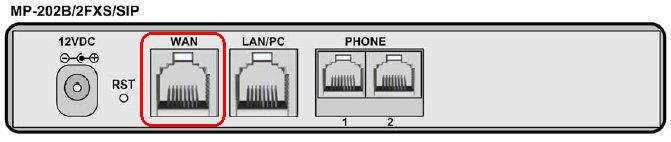 MP-202B/2FXS/SIP
12VDC
WAN
LAN/PC
PHONE
RST
1
2